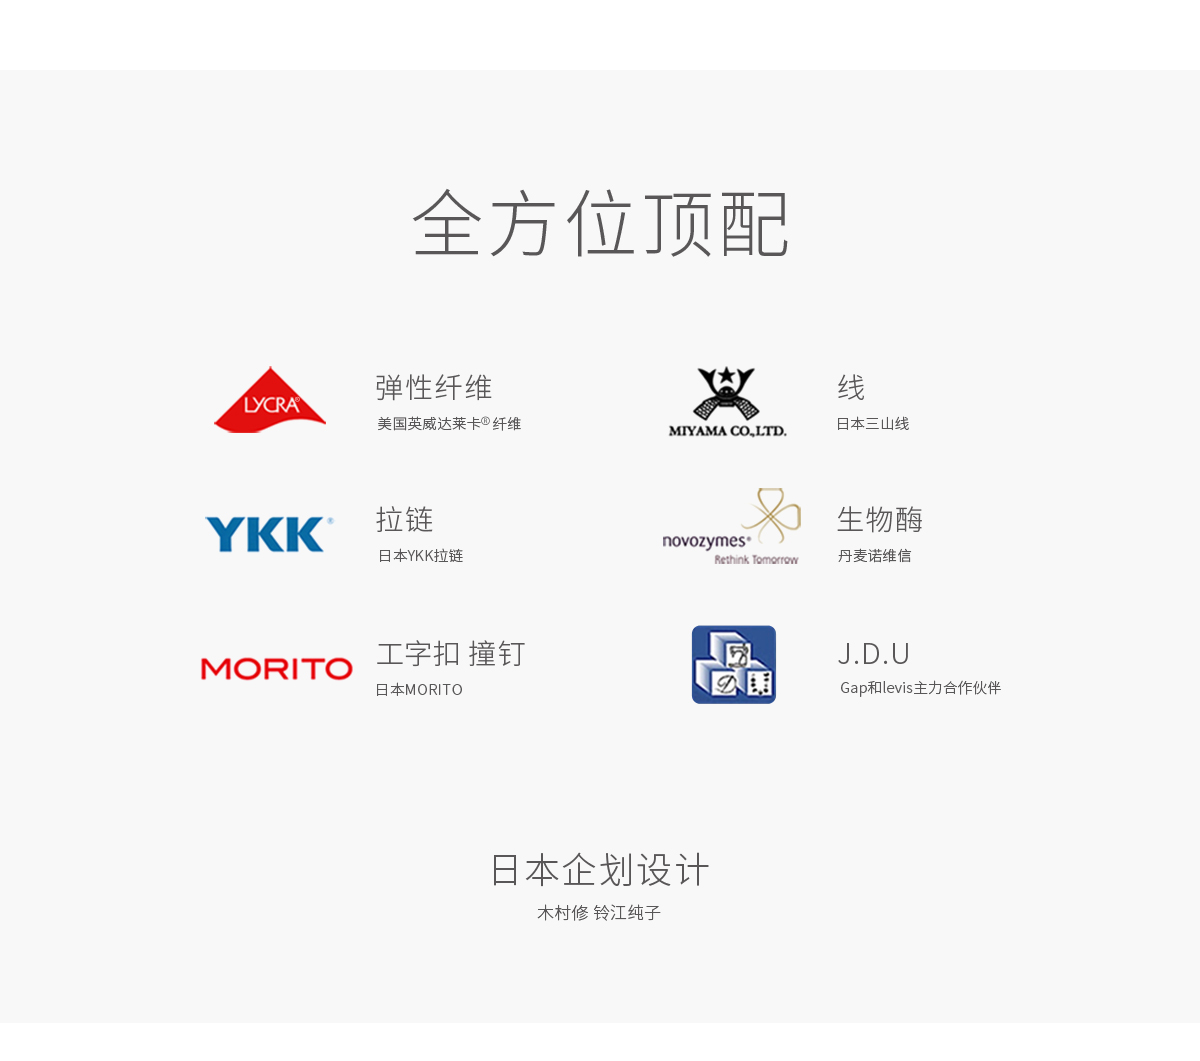 全方位顶配
LYCRA®
弹性纤维
美国英威达莱卡®纤维
MIYAMA CO.,LTD.
线
日本三山线
YKK®
拉链
日本YKK拉链
novozymes®
Rethink Tomorrow
生物酶
丹麦诺维信
MORITO
工字扣 撞钉
日本MORITO
J
D U
J.D.U
Gap和levis主力合作伙伴
日本企划设计
木村修 铃江纯子